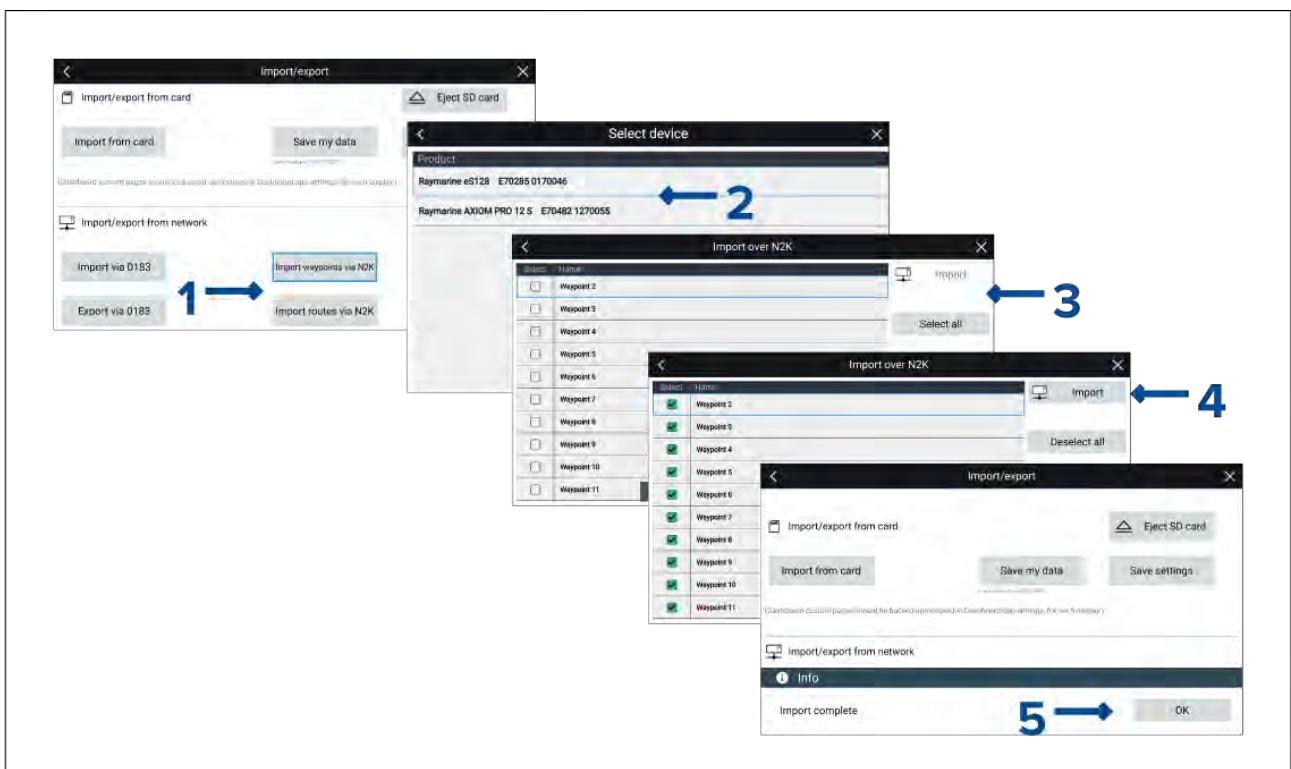 Import/export
Import/export from card
Eject SD card
Import from card
Save my data
Import/export from network
Import via 0183
Import waypoints via N2K
Export via 0183
Import routes via N2K
1
Select device
Product
Raymarine eS128 E70285 0170046
Raymarine AXIOM PRO 12 S E70482 1270055
2
Import over N2K
Select Name
Import
Waypoint 2
Waypoint 3
Select all
Waypoint 4
Waypoint 5
Waypoint 6
Waypoint 7
Waypoint 8
Waypoint 9
Waypoint 10
Waypoint 11
3
Import over N2K
Select Name
Import
Waypoint 2
Waypoint 3
Deselect all
Waypoint 4
Waypoint 5
Waypoint 6
Waypoint 7
Waypoint 8
Waypoint 9
Waypoint 10
Waypoint 11
4
Import/export
Import/export from card
Eject SD card
Import from card
Save my data
Save settings
Import/export from network
Info
Import complete
OK
5